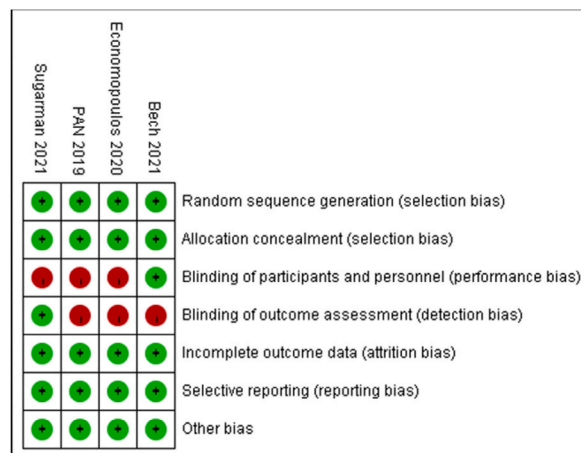 Sugarman 2021
PAN 2019
Economopoulos 2020
Bech 2021
+ + + + Random sequence generation (selection bias)
+ + + + Allocation concealment (selection bias)
- - - + Blinding of participants and personnel (performance bias)
+ - - - Blinding of outcome assessment (detection bias)
+ + + + Incomplete outcome data (attrition bias)
+ + + + Selective reporting (reporting bias)
+ + + + Other bias